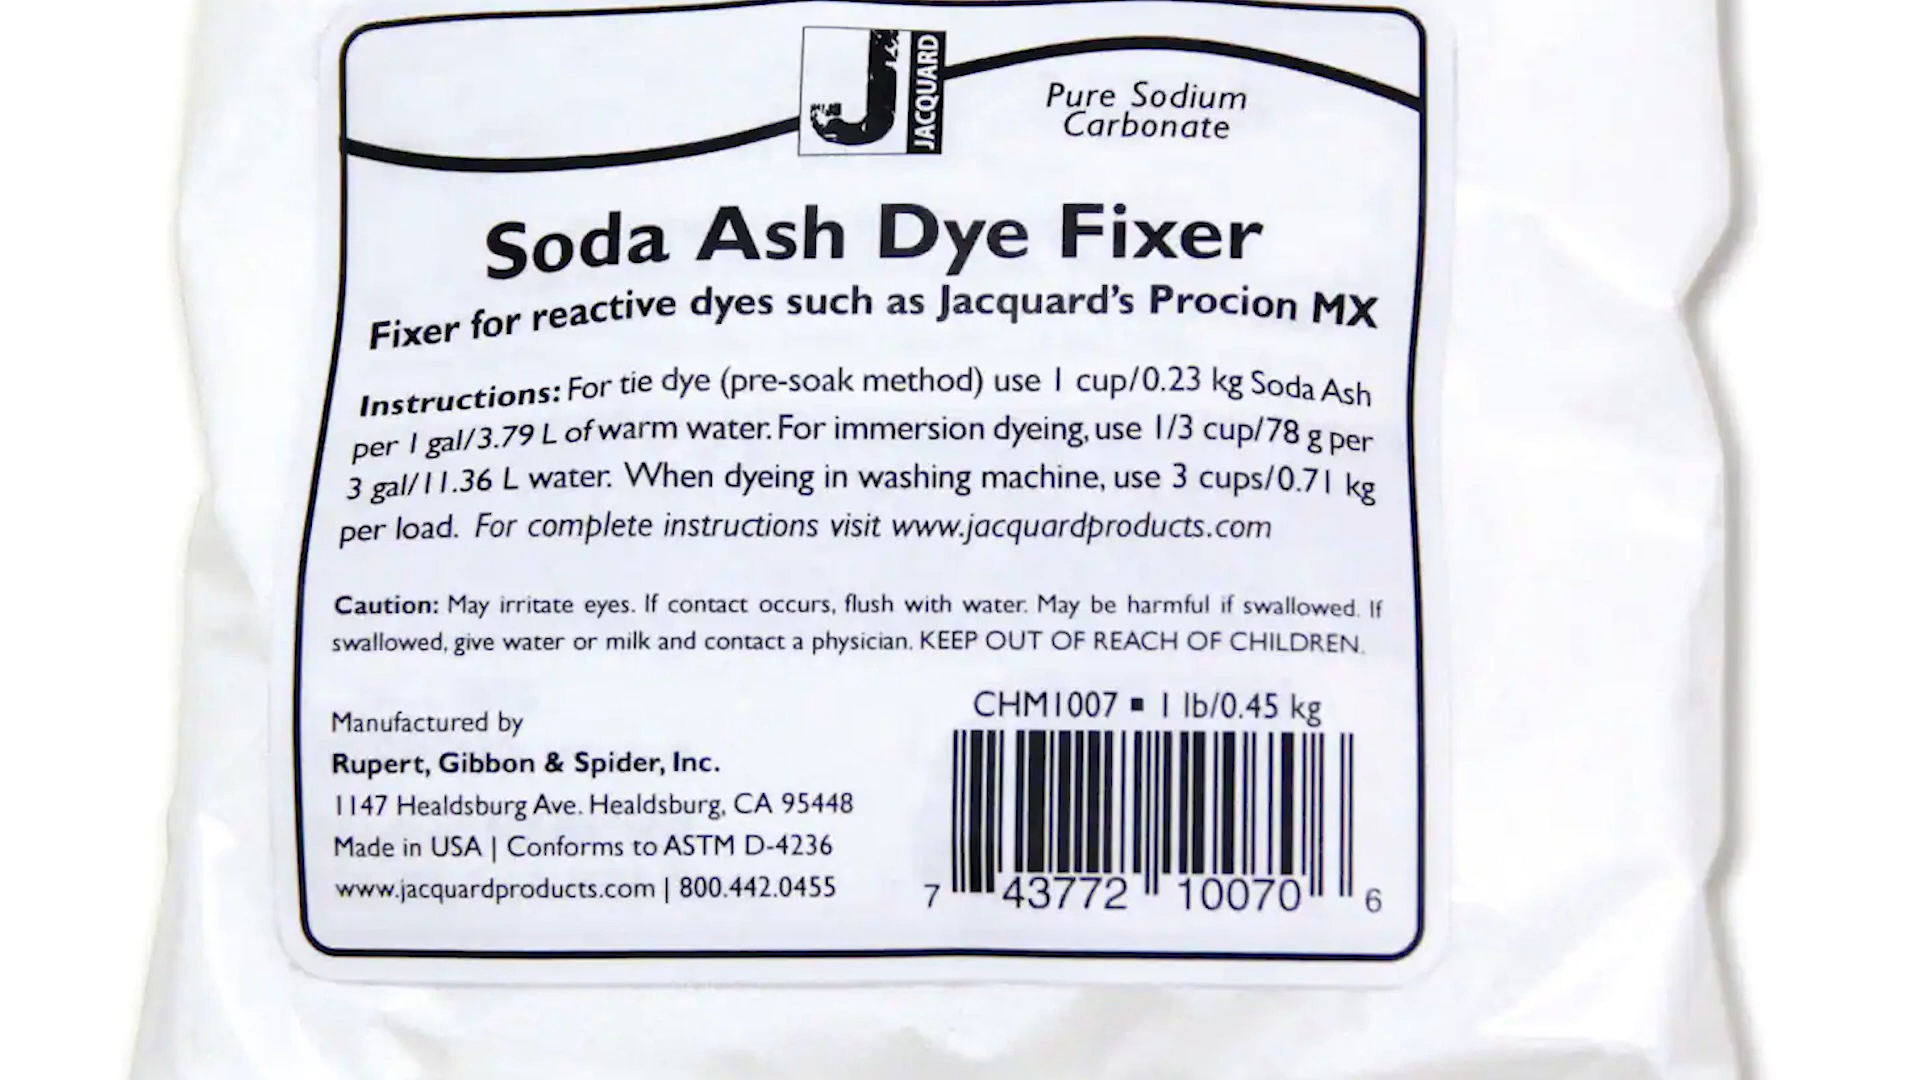 JACQUARD
Pure Sodium
Carbonate
Soda Ash Dye Fixer
Fixer for reactive dyes such as Jacquard's Procion MX
Instructions: For tie dye (pre-soak method) use 1 cup/0.23 kg Soda Ash
per 1 gal/3.79 L of warm water. For immersion dyeing, use 1/3 cup/78 g per
3 gal/11.36 L water. When dyeing in washing machine, use 3 cups/0.71 kg
per load. For complete instructions visit www.jacquardproducts.com
Caution: May irritate eyes. If contact occurs, flush with water. May be harmful if swallowed. If
swallowed, give water or milk and contact a physician. KEEP OUT OF REACH OF CHILDREN.
Manufactured by
Rupert, Gibbon & Spider, Inc.
1147 Healdsburg Ave. Healdsburg, CA 95448
Made in USA | Conforms to ASTM D-4236
www.jacquardproducts.com | 800.442.0455
CHM1007 ▪ 1 lb/0.45 kg
7 43772 10070 6